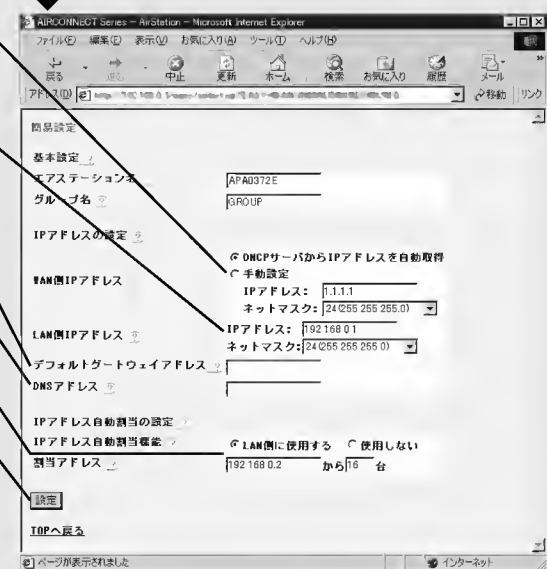 AIRCONNECT Series - AirStation - Microsoft Internet Explorer
ファイル(F) 編集(E) 表示(V) お気に入り(A) ツール(T) ヘルプ(H)
戻る 進む 中止 更新 ホーム 検索 お気に入り 履歴 メール
アドレス(D) 移動 リンク
簡易設定
基本設定 ?
エアステーション名 APA0372E
グループ名 ? GROUP
IPアドレスの設定 ?
DHCPサーバからIPアドレスを自動取得
WAN側IPアドレス 手動設定
IPアドレス: 1.1.1.1
ネットマスク: 24(255 255 255.0)
LAN側IPアドレス ? IPアドレス: 192 168 0 1
ネットマスク: 24(255 255 255 0)
デフォルトゲートウェイアドレス ?
DNSアドレス ?
IPアドレス自動割当の設定 ?
IPアドレス自動割当機能 ? LAN側に使用する 使用しない
割当アドレス ? 192 168 0.2 から 16 台
設定
TOPへ戻る
ページが表示されました インターネット